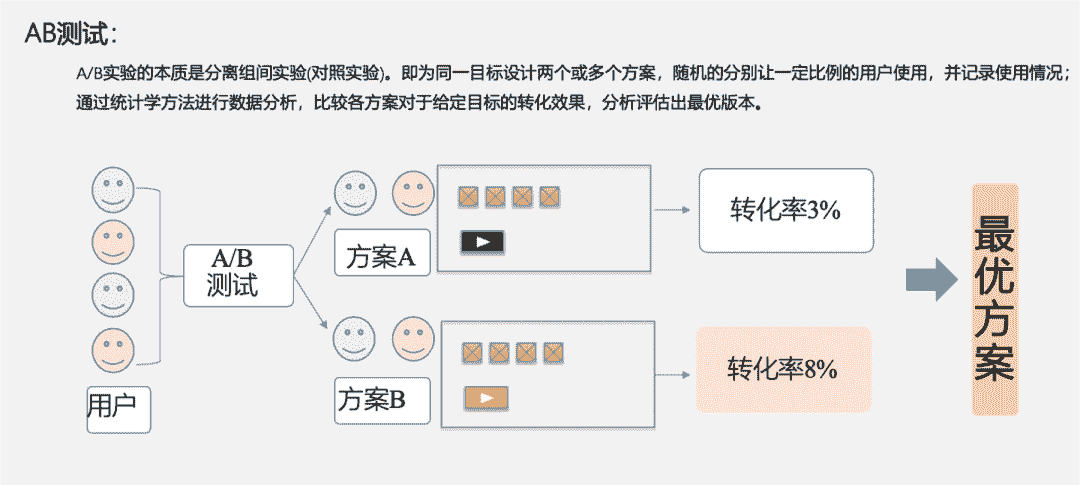 AB测试：
A/B实验的本质是分离组间实验(对照实验)。即为同一目标设计两个或多个方案，随机的分别让一定比例的用户使用，并记录使用情况；
通过统计学方法进行数据分析，比较各方案对于给定目标的转化效果，分析评估出最优版本。
用户
A/B
测试
方案A
转化率3%
方案B
转化率8%
最优方案